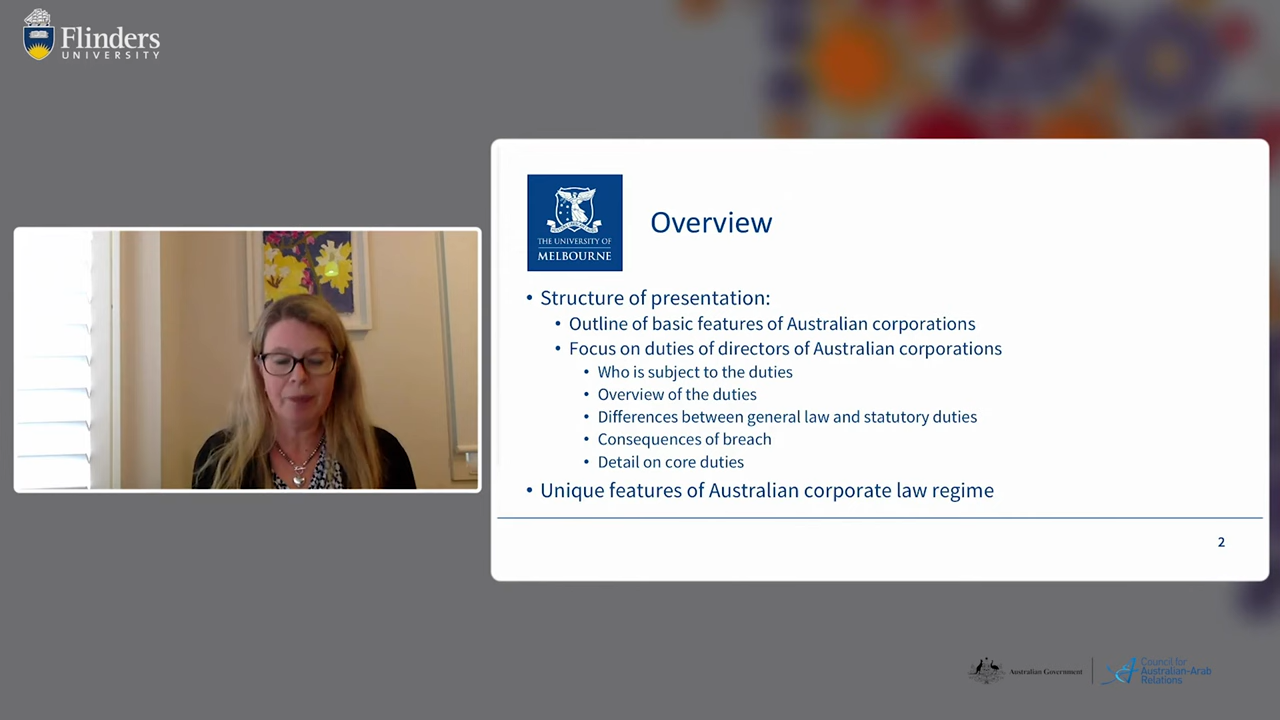 Flinders
UNIVERSITY
THE UNIVERSITY OF
MELBOURNE
Overview
• Structure of presentation:
• Outline of basic features of Australian corporations
• Focus on duties of directors of Australian corporations
• Who is subject to the duties
• Overview of the duties
• Differences between general law and statutory duties
• Consequences of breach
• Detail on core duties
• Unique features of Australian corporate law regime
2
Australian Government
Council for
Australian-Arab
Relations